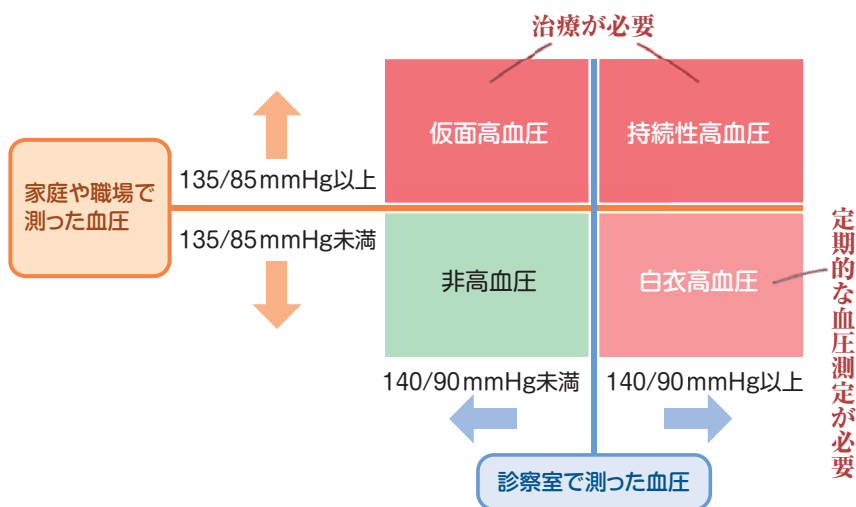 治療が必要
仮面高血圧
持続性高血圧
135/85mmHg以上
家庭や職場で
測った血圧
135/85mmHg未満
非高血圧
白衣高血圧
定期的な血圧測定が必要
140/90mmHg未満
140/90mmHg以上
診察室で測った血圧